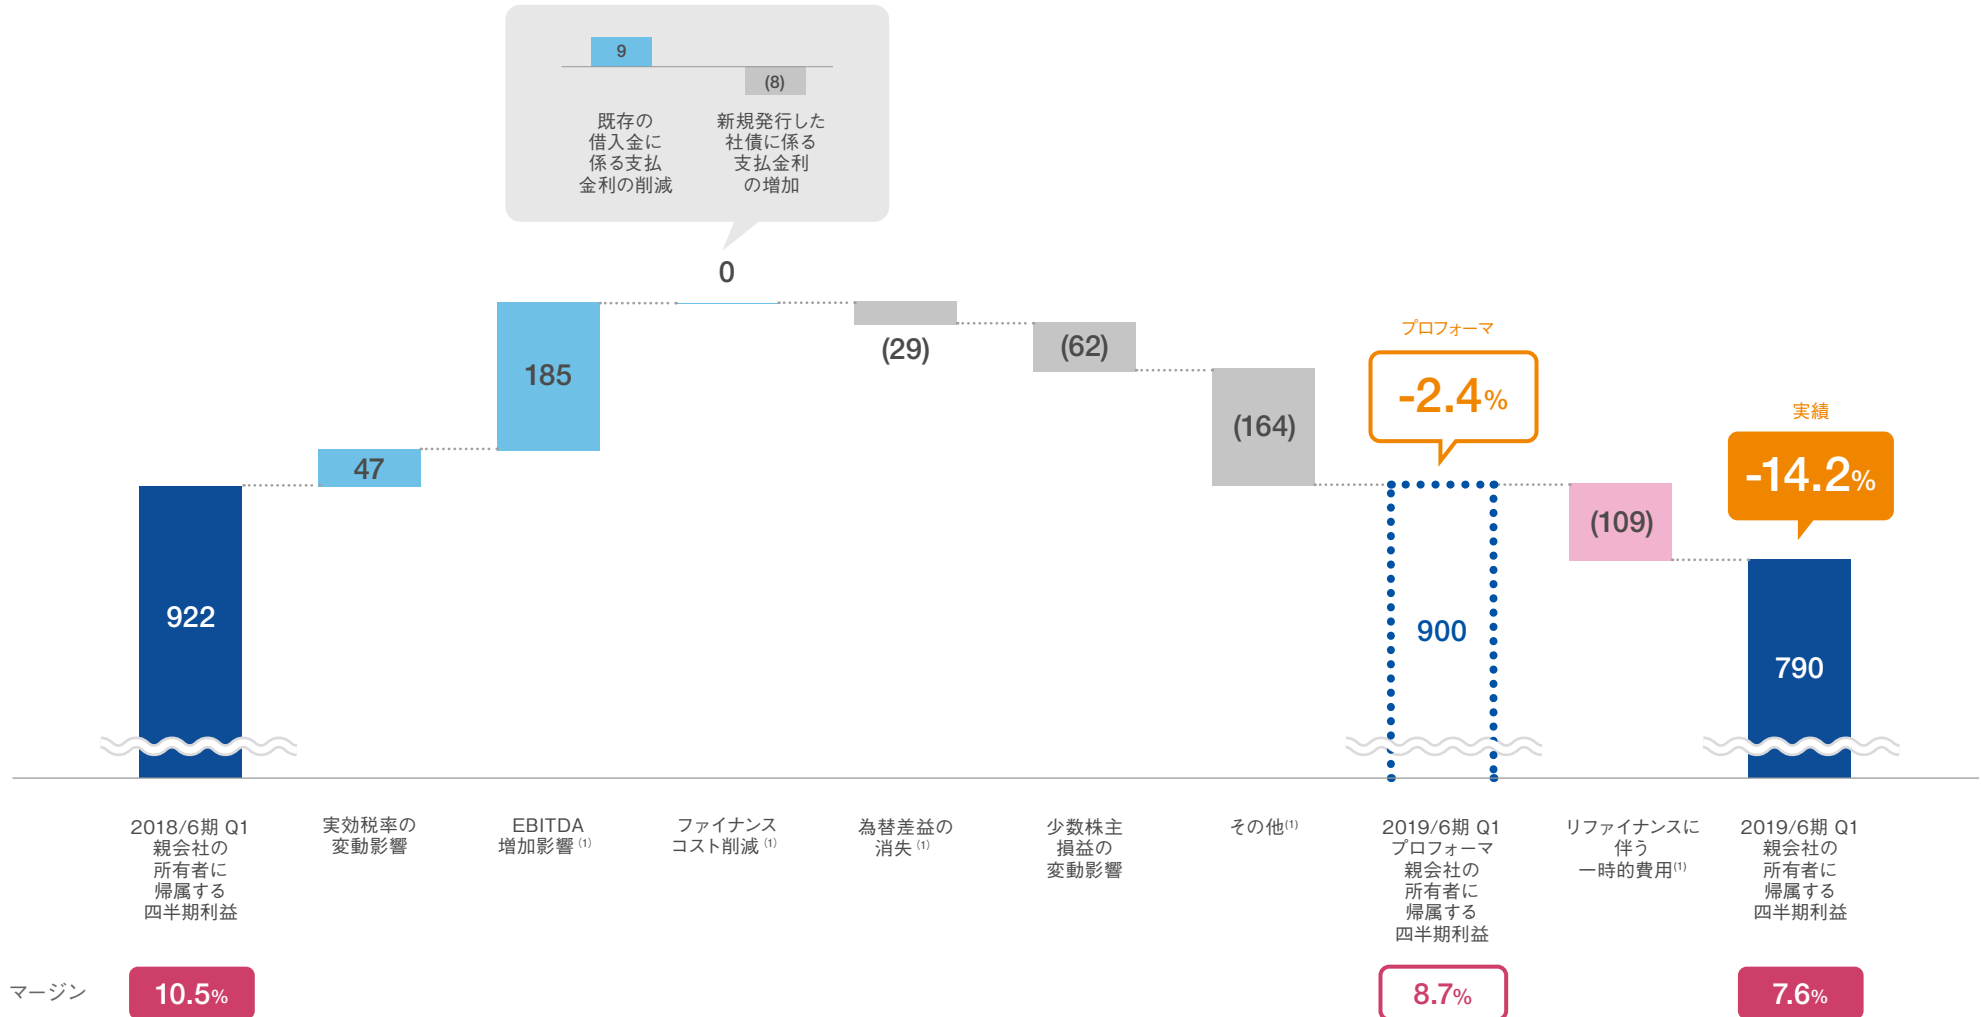 9
(8)
既存の
借入金に
係る支払
金利の削減
新規発行した
社債に係る
支払金利
の増加
0
922
47
185
(29)
(62)
(164)
プロフォーマ
-2.4%
900
(109)
実績
-14.2%
790
2018/6期 Q1
親会社の
所有者に
帰属する
四半期利益
実効税率の
変動影響
EBITDA
増加影響(1)
ファイナンス
コスト削減(1)
為替差益の
消失(1)
少数株主
損益の
変動影響
その他(1)
2019/6期 Q1
プロフォーマ
親会社の
所有者に
帰属する
四半期利益
リファイナンスに
伴う
一時的費用(1)
2019/6期 Q1
親会社の
所有者に
帰属する
四半期利益
マージン
10.5%
8.7%
7.6%